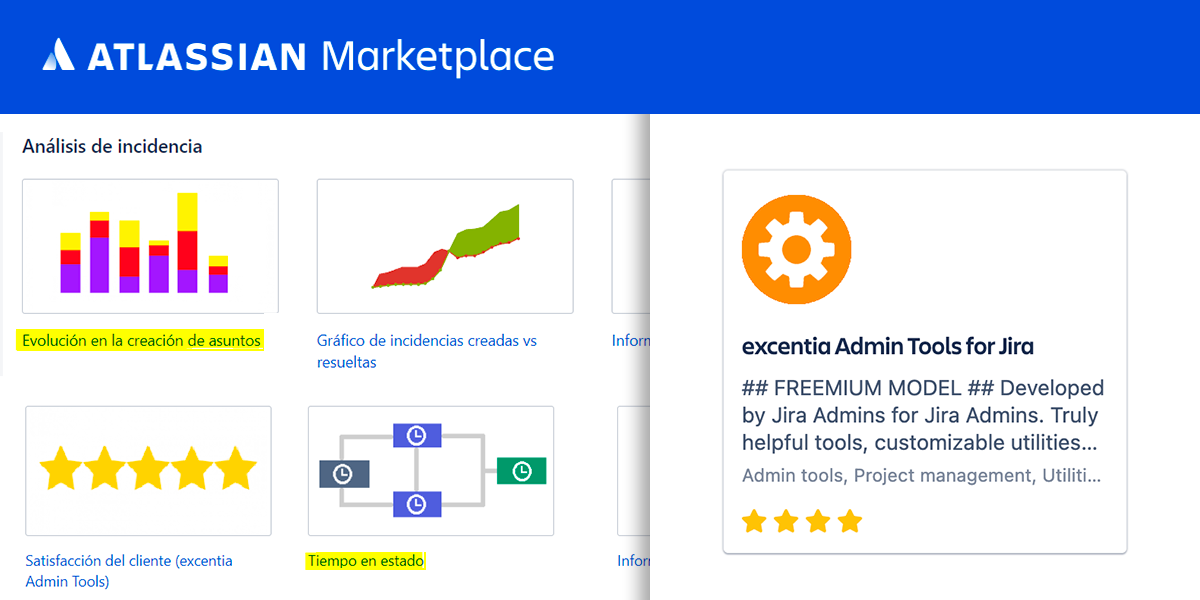 ATLASSIAN Marketplace
Análisis de incidencia
Evolución en la creación de asuntos
Gráfico de incidencias creadas vs
resueltas
Inform
Satisfacción del cliente (excentia
Admin Tools)
Tiempo en estado
Inform
excentia Admin Tools for Jira
## FREEMIUM MODEL ## Developed
by Jira Admins for Jira Admins. Truly
helpful tools, customizable utilities...
Admin tools, Project management, Utiliti...